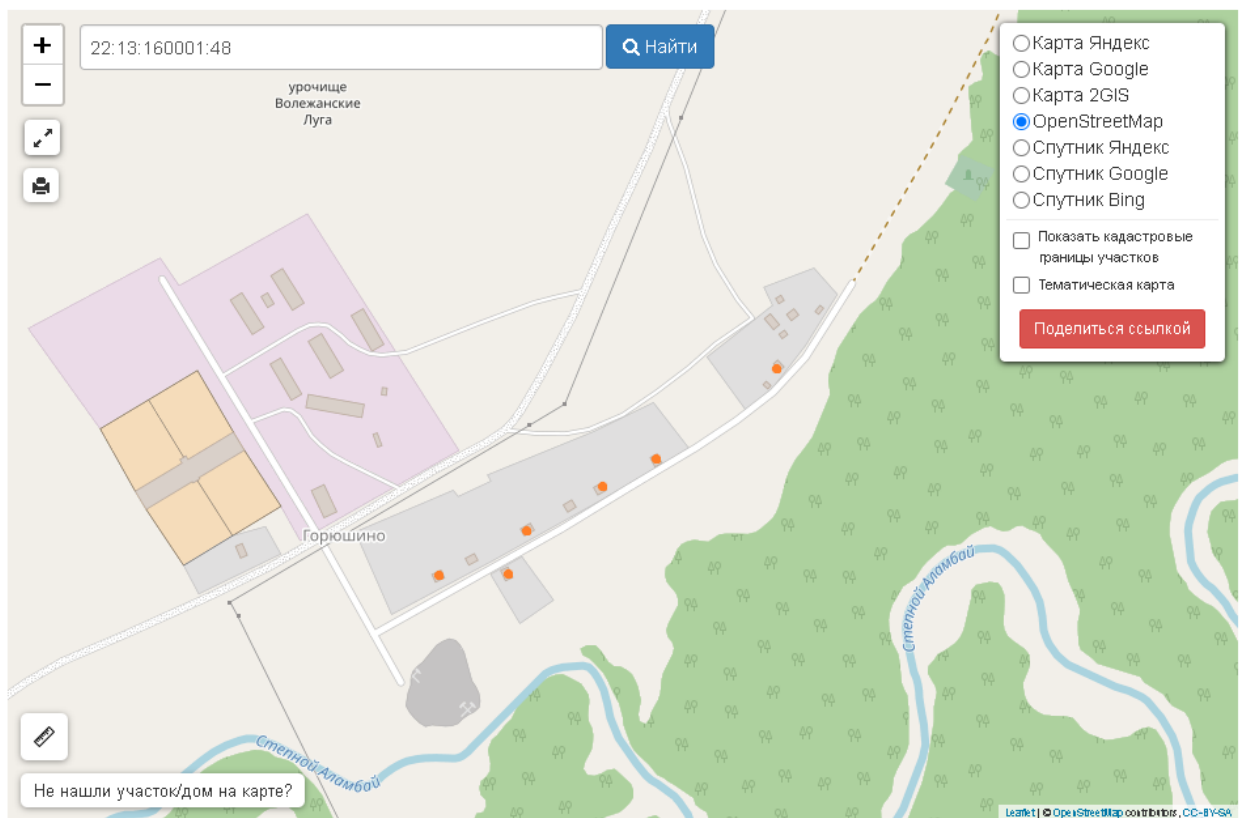 +
22:13:160001:48
Найти
−
урочище
Волежанские
Луга
Карта Яндекс
Карта Google
Карта 2GIS
OpenStreetMap
Спутник Яндекс
Спутник Google
Спутник Bing
Показать кадастровые
границы участков
Тематическая карта
Поделиться ссылкой
Горюшино
Степной Аламбай
Степной Аламбай
Не нашли участок/дом на карте?
Leaflet | © OpenStreetMap contributors, CC-BY-SA